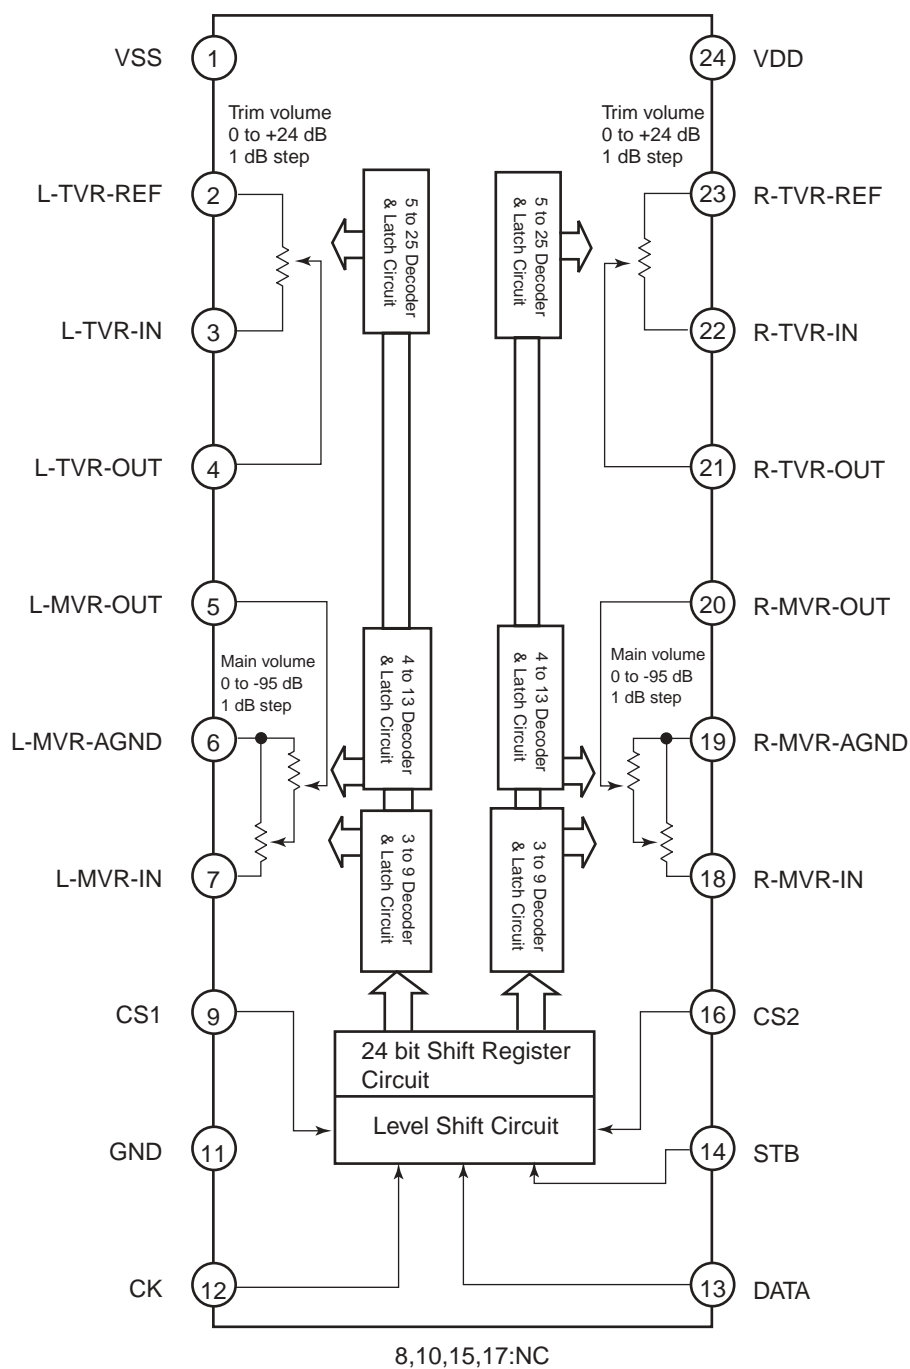 VSS 1
24 VDD
Trim volume
0 to +24 dB
1 dB step
Trim volume
0 to +24 dB
1 dB step
L-TVR-REF 2
23 R-TVR-REF
5 to 25 Decoder
& Latch Circuit
5 to 25 Decoder
& Latch Circuit
L-TVR-IN 3
22 R-TVR-IN
L-TVR-OUT 4
21 R-TVR-OUT
L-MVR-OUT 5
20 R-MVR-OUT
Main volume
0 to -95 dB
1 dB step
Main volume
0 to -95 dB
1 dB step
4 to 13 Decoder
& Latch Circuit
4 to 13 Decoder
& Latch Circuit
L-MVR-AGND 6
19 R-MVR-AGND
3 to 9 Decoder
& Latch Circuit
3 to 9 Decoder
& Latch Circuit
L-MVR-IN 7
18 R-MVR-IN
CS1 9
16 CS2
24 bit Shift Register
Circuit
Level Shift Circuit
GND 11
14 STB
CK 12
13 DATA
8,10,15,17:NC